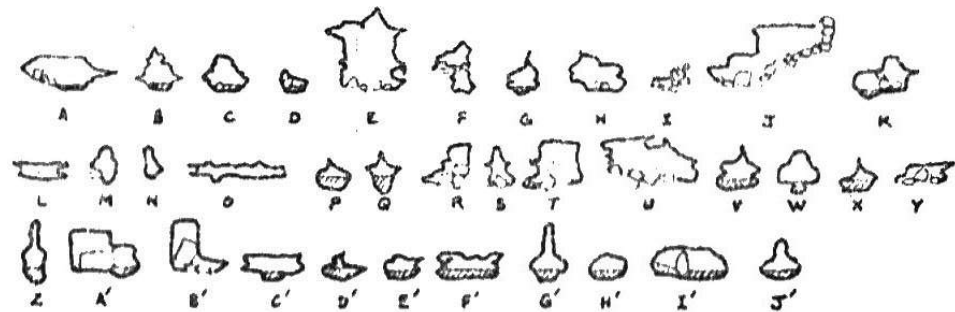 A B C D E F G H I J K
L M N O P Q R S T U V W X Y
Z A' B' C' D' E' F' G' H' I' J'